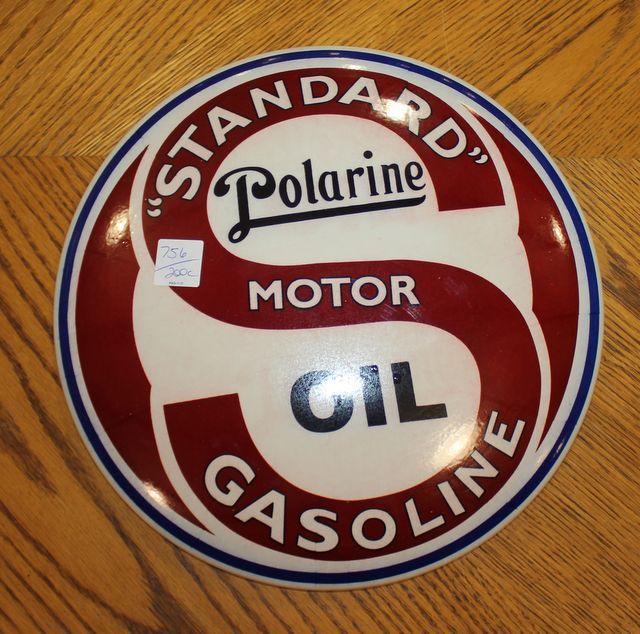 "STANDARD"
Polarine
756
200c
MOTOR
OIL
GASOLINE